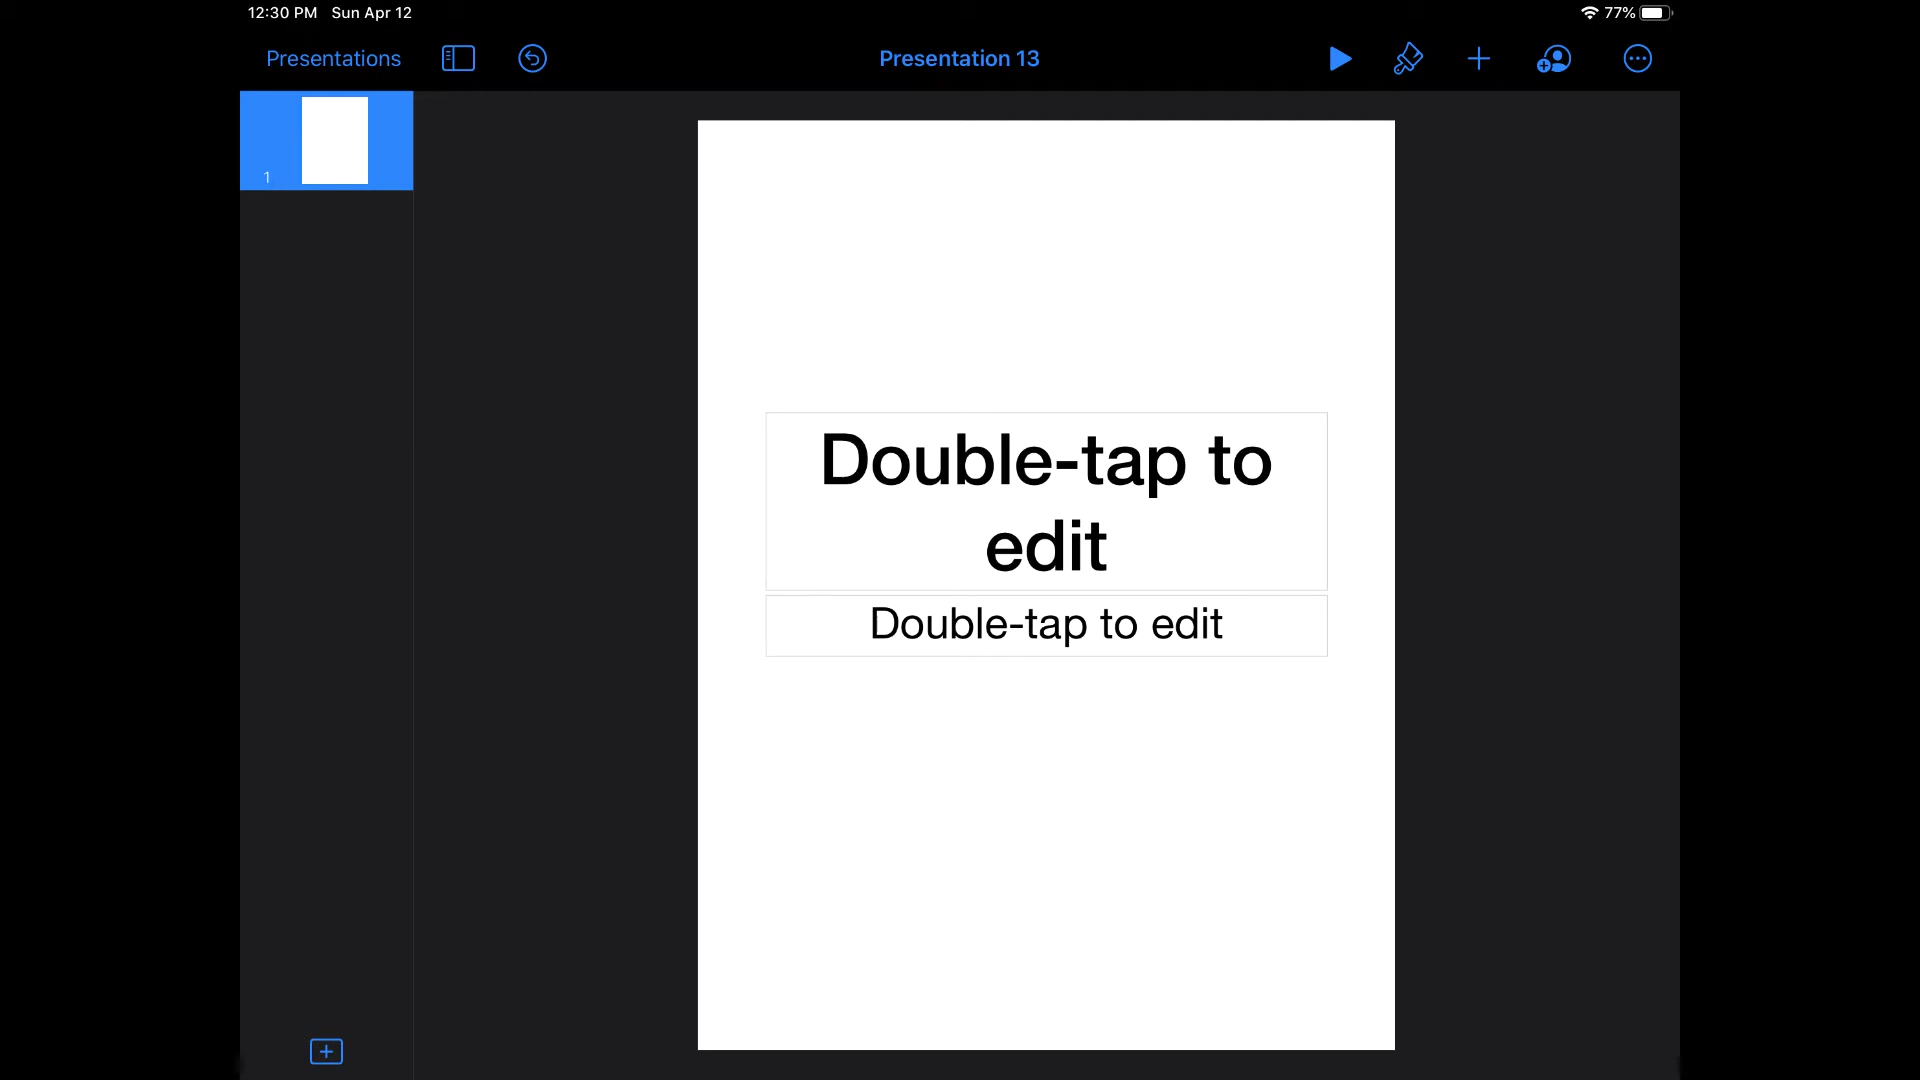 12:30 PM Sun Apr 12
77%
Presentations
Presentation 13
1
Double-tap to
edit
Double-tap to edit